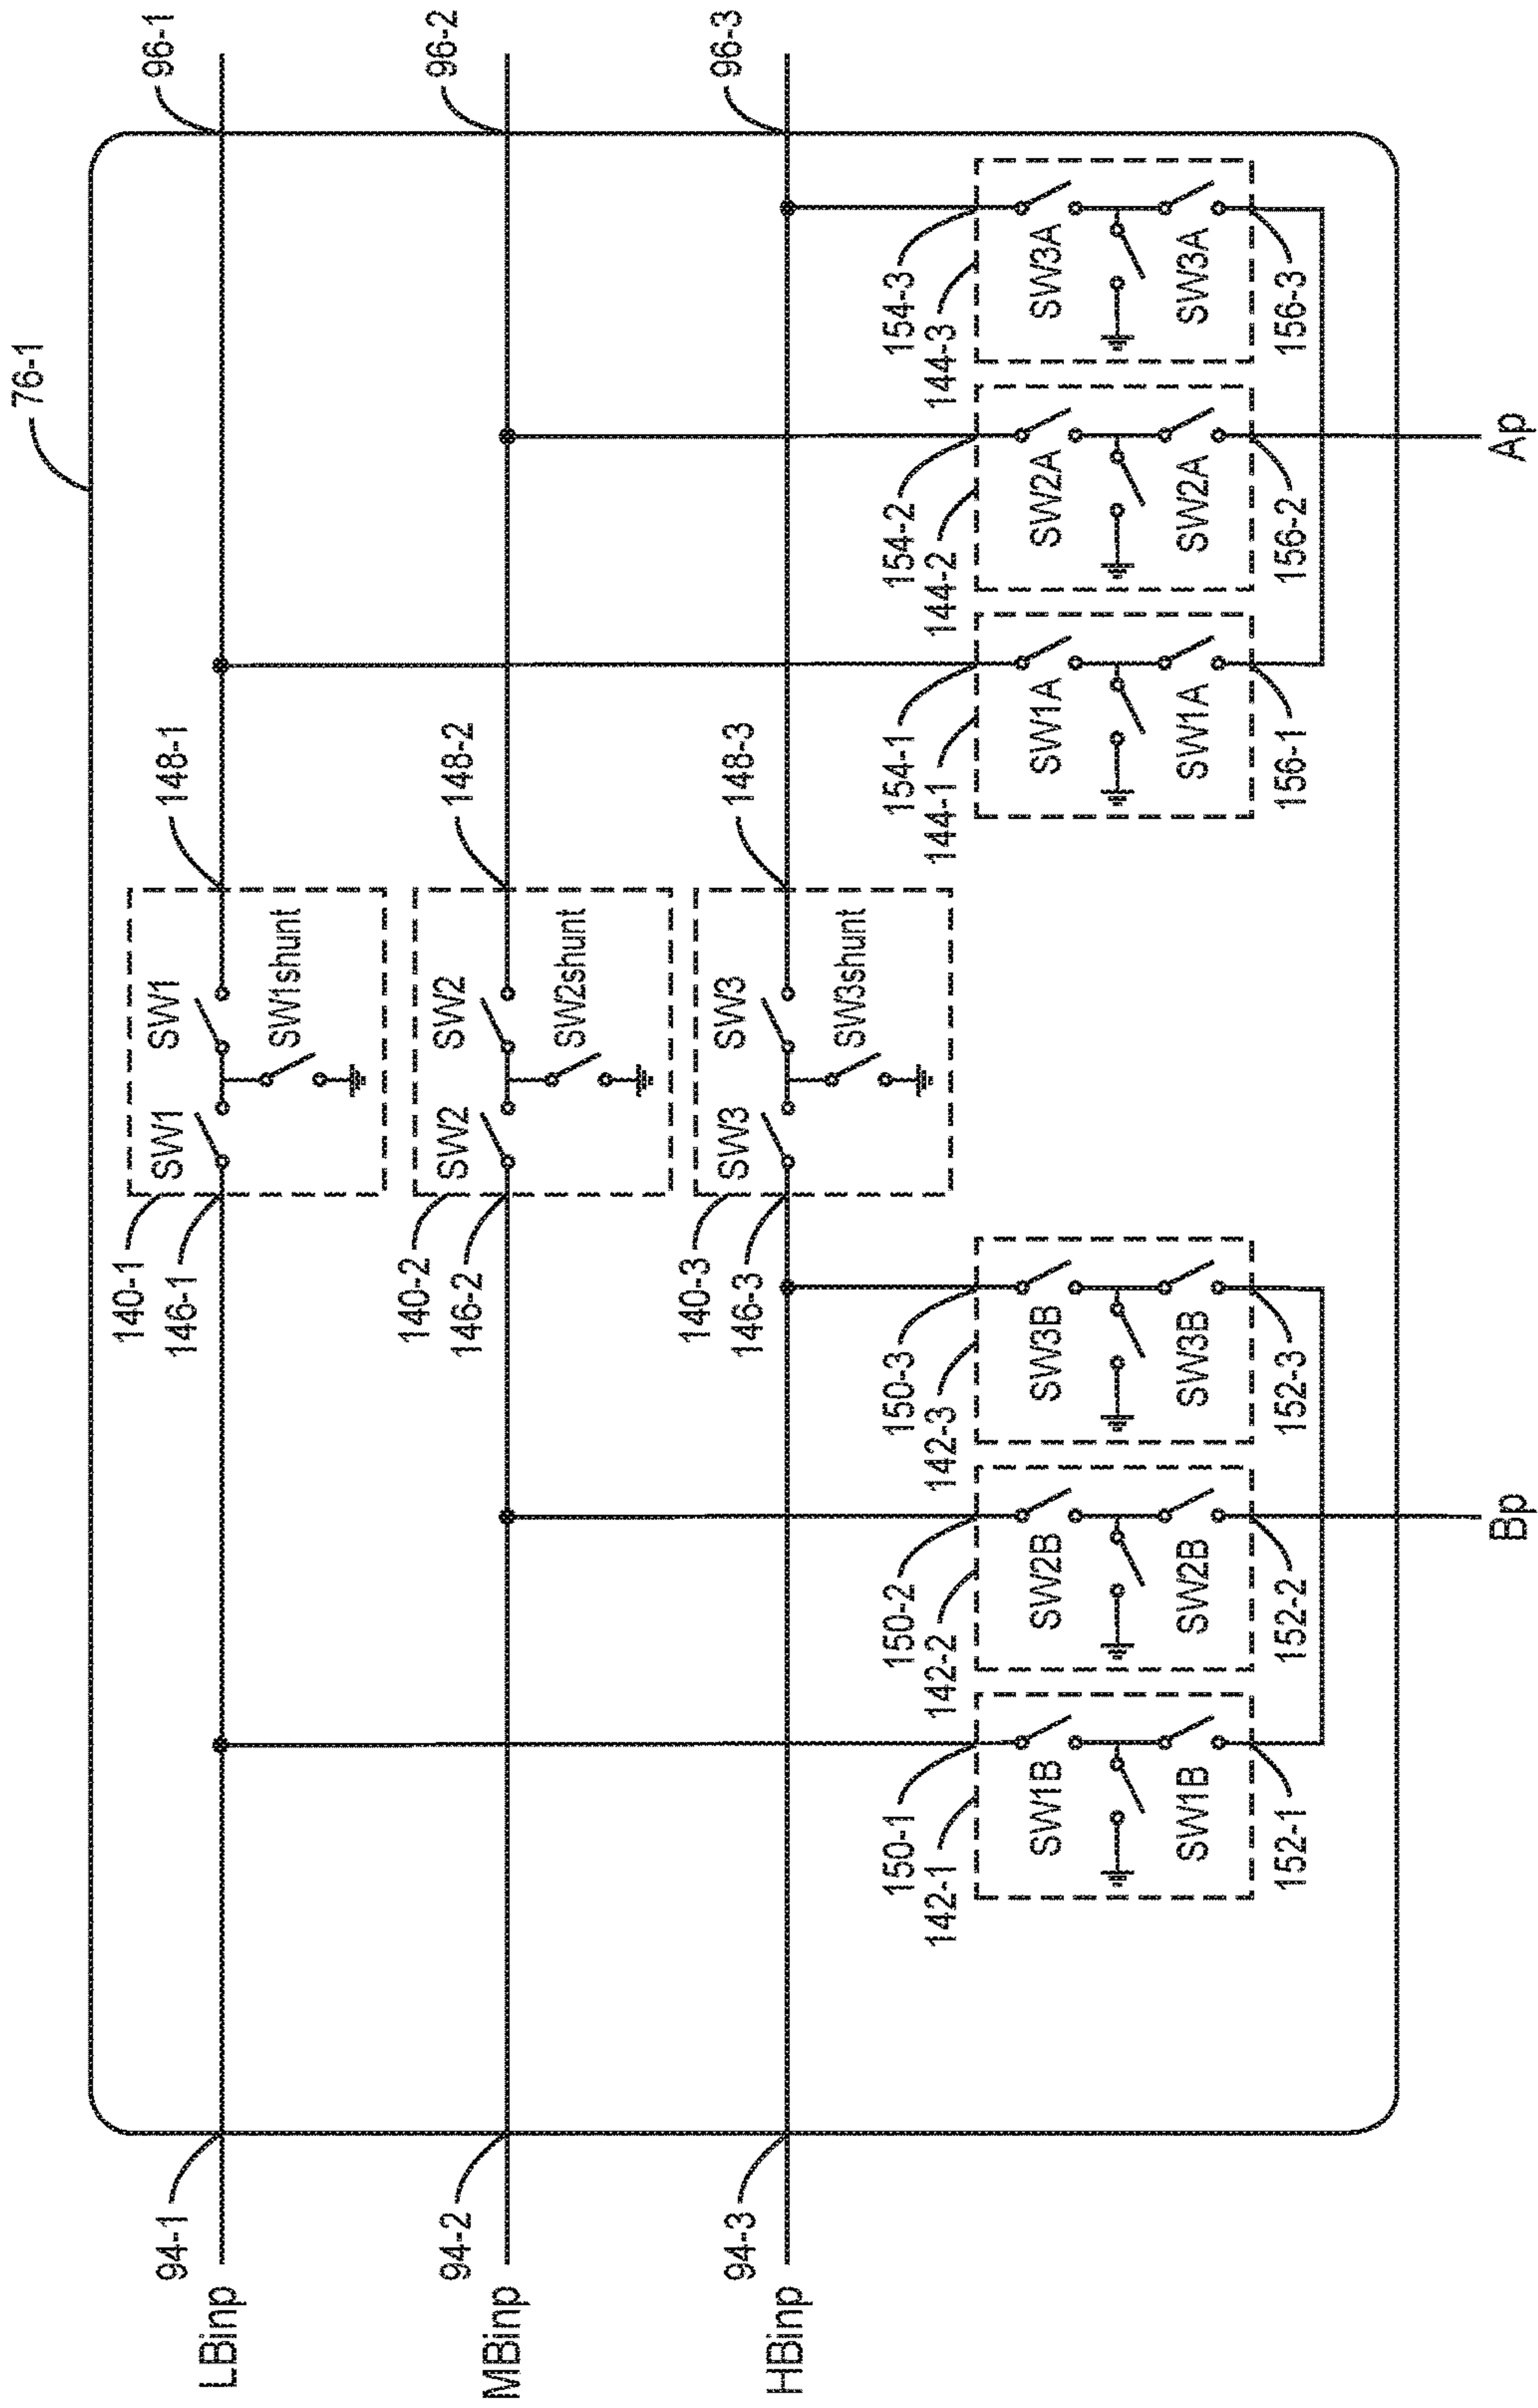 76-1
94-1
LBinp
140-1
146-1
SW1
SW1
SW1shunt
148-1
96-1
94-2
MBinp
140-2
146-2
SW2
SW2
SW2shunt
148-2
96-2
94-3
HBinp
140-3
146-3
SW3
SW3
SW3shunt
148-3
96-3
150-1
142-1
SW1B
SW1B
152-1
150-2
142-2
SW2B
SW2B
152-2
150-3
142-3
SW3B
SW3B
152-3
154-1
144-1
SW1A
SW1A
156-1
154-2
144-2
SW2A
SW2A
156-2
154-3
144-3
SW3A
SW3A
156-3
Bp
Ap